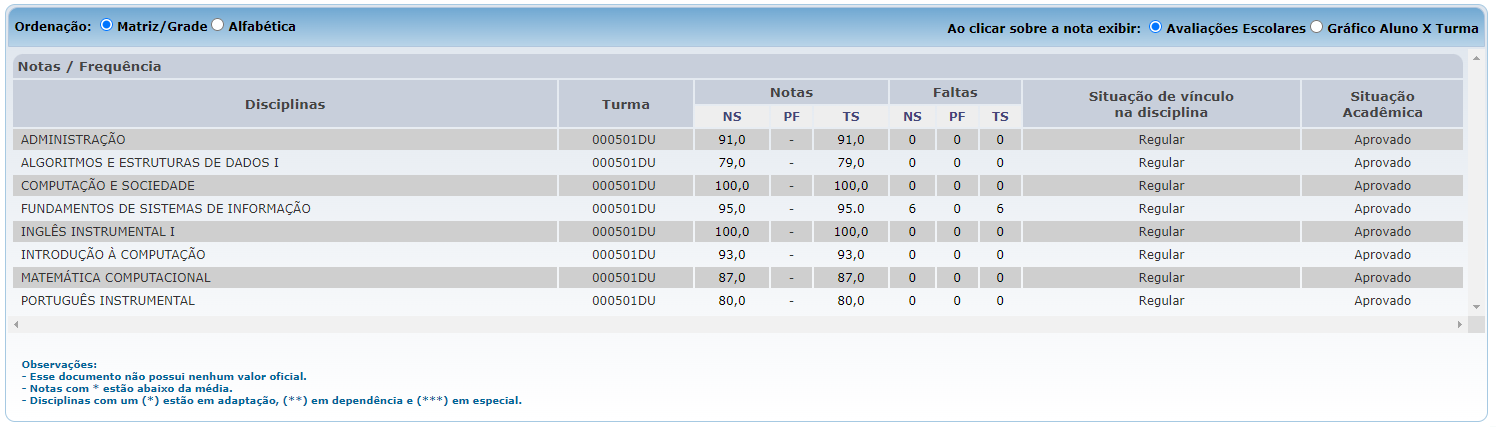 Ordenação: Matriz/Grade Alfabética Ao clicar sobre a nota exibir: Avaliações Escolares Gráfico Aluno X Turma
Notas / Frequência
Disciplinas Turma Notas Faltas Situação de vínculo na disciplina Situação Acadêmica
NS PF TS NS PF TS
ADMINISTRAÇÃO 000501DU 91,0 - 91,0 0 0 0 Regular Aprovado
ALGORITMOS E ESTRUTURAS DE DADOS I 000501DU 79,0 - 79,0 0 0 0 Regular Aprovado
COMPUTAÇÃO E SOCIEDADE 000501DU 100,0 - 100,0 0 0 0 Regular Aprovado
FUNDAMENTOS DE SISTEMAS DE INFORMAÇÃO 000501DU 95,0 - 95.0 6 0 6 Regular Aprovado
INGLÊS INSTRUMENTAL I 000501DU 100,0 - 100,0 0 0 0 Regular Aprovado
INTRODUÇÃO À COMPUTAÇÃO 000501DU 93,0 - 93,0 0 0 0 Regular Aprovado
MATEMÁTICA COMPUTACIONAL 000501DU 87,0 - 87,0 0 0 0 Regular Aprovado
PORTUGUÊS INSTRUMENTAL 000501DU 80,0 - 80,0 0 0 0 Regular Aprovado
Observações:
- Esse documento não possui nenhum valor oficial.
- Notas com * estão abaixo da média.
- Disciplinas com um (*) estão em adaptação, (**) em dependência e (***) em especial.